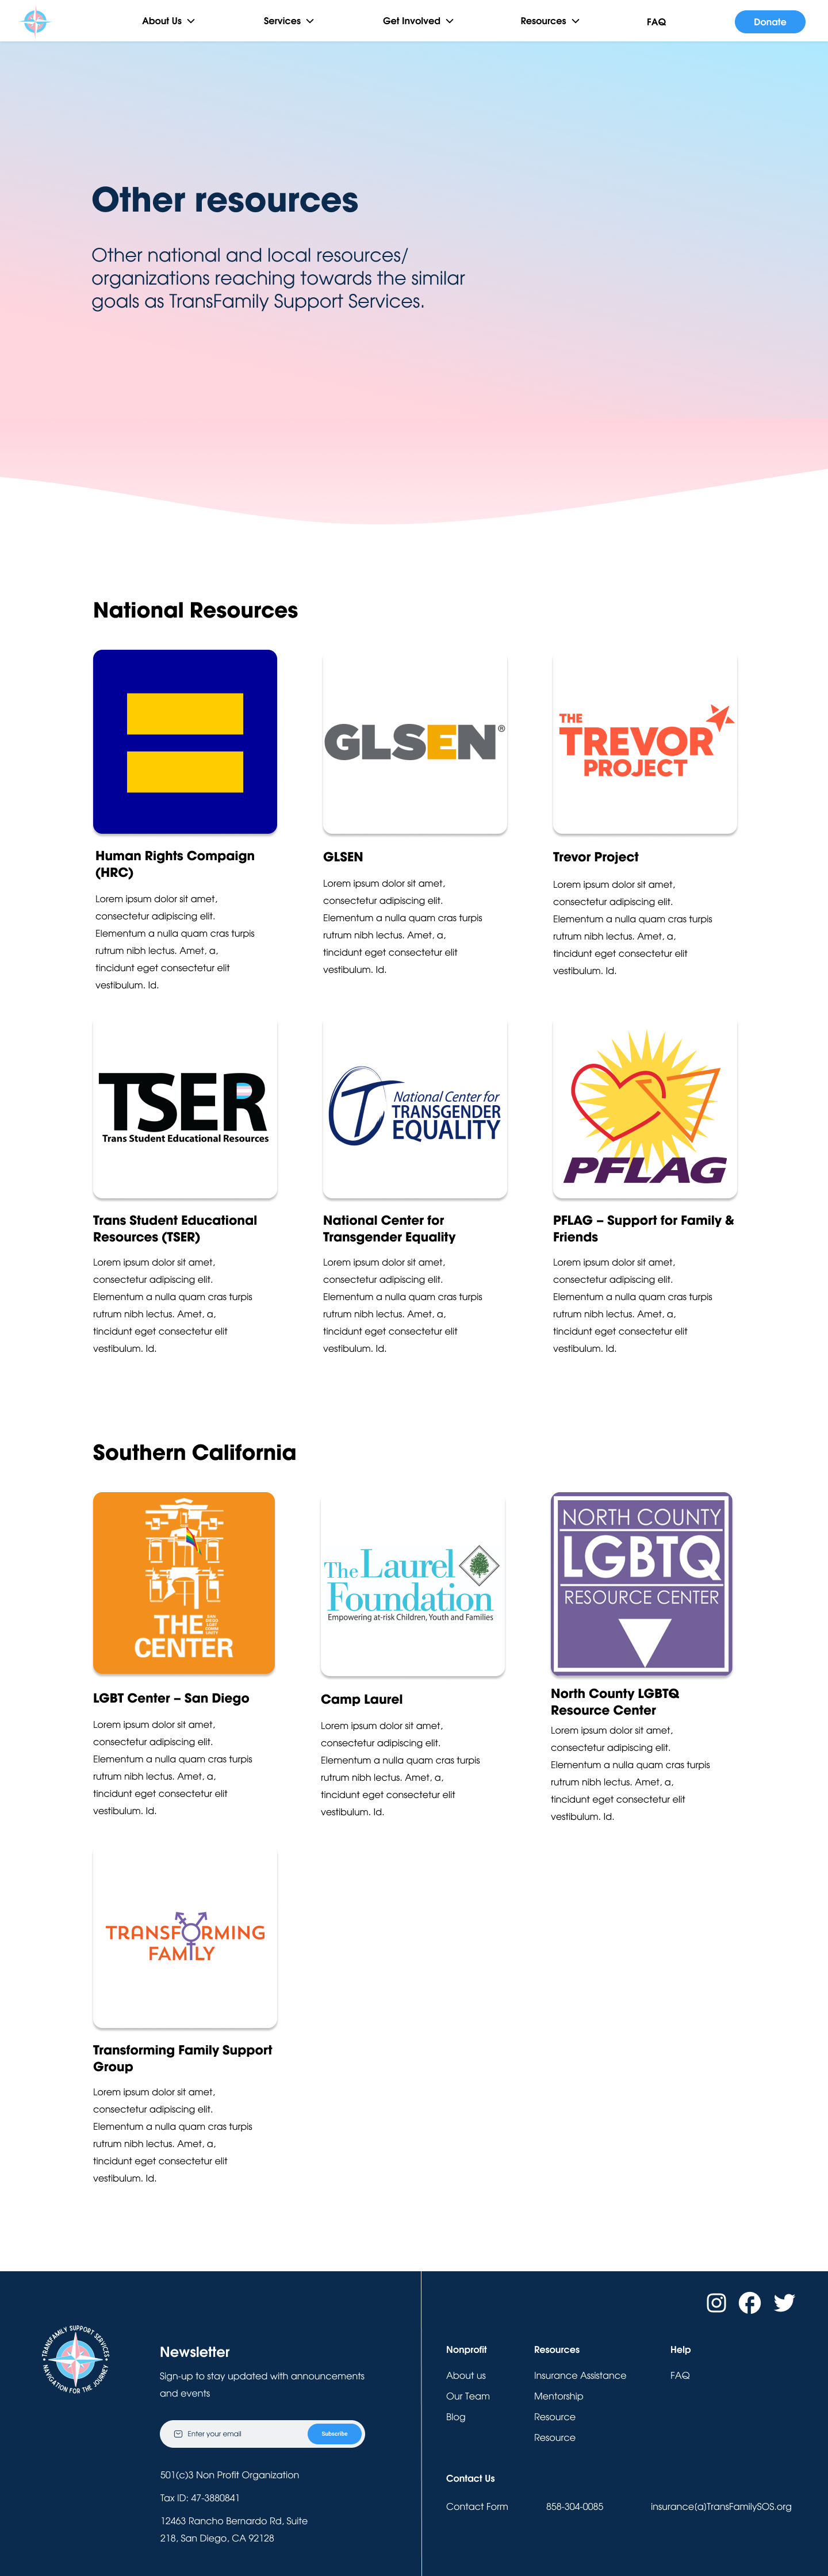 About Us
Services
Get Involved
Resources
FAQ
Donate
Other resources
Other national and local resources/
organizations reaching towards the similar
goals as TransFamily Support Services.
National Resources
GLSEN®
THE
TREVOR
PROJECT
Human Rights Compaign
(HRC)
Lorem ipsum dolor sit amet,
consectetur adipiscing elit.
Elementum a nulla quam cras turpis
rutrum nibh lectus. Amet, a,
tincidunt eget consectetur elit
vestibulum. Id.
GLSEN
Lorem ipsum dolor sit amet,
consectetur adipiscing elit.
Elementum a nulla quam cras turpis
rutrum nibh lectus. Amet, a,
tincidunt eget consectetur elit
vestibulum. Id.
Trevor Project
Lorem ipsum dolor sit amet,
consectetur adipiscing elit.
Elementum a nulla quam cras turpis
rutrum nibh lectus. Amet, a,
tincidunt eget consectetur elit
vestibulum. Id.
TSER
Trans Student Educational Resources
National Center for
TRANSGENDER
EQUALITY
PFLAG
Trans Student Educational
Resources (TSER)
Lorem ipsum dolor sit amet,
consectetur adipiscing elit.
Elementum a nulla quam cras turpis
rutrum nibh lectus. Amet, a,
tincidunt eget consectetur elit
vestibulum. Id.
National Center for
Transgender Equality
Lorem ipsum dolor sit amet,
consectetur adipiscing elit.
Elementum a nulla quam cras turpis
rutrum nibh lectus. Amet, a,
tincidunt eget consectetur elit
vestibulum. Id.
PFLAG – Support for Family &
Friends
Lorem ipsum dolor sit amet,
consectetur adipiscing elit.
Elementum a nulla quam cras turpis
rutrum nibh lectus. Amet, a,
tincidunt eget consectetur elit
vestibulum. Id.
Southern California
THE
SAN
DIEGO
LGBT
COMM
UNITY
CENTER
The Laurel
Foundation
Empowering at-risk Children, Youth and Families
NORTH COUNTY
LGBTQ
RESOURCE CENTER
LGBT Center – San Diego
Lorem ipsum dolor sit amet,
consectetur adipiscing elit.
Elementum a nulla quam cras turpis
rutrum nibh lectus. Amet, a,
tincidunt eget consectetur elit
vestibulum. Id.
Camp Laurel
Lorem ipsum dolor sit amet,
consectetur adipiscing elit.
Elementum a nulla quam cras turpis
rutrum nibh lectus. Amet, a,
tincidunt eget consectetur elit
vestibulum. Id.
North County LGBTQ
Resource Center
Lorem ipsum dolor sit amet,
consectetur adipiscing elit.
Elementum a nulla quam cras turpis
rutrum nibh lectus. Amet, a,
tincidunt eget consectetur elit
vestibulum. Id.
TRANSFORMING
FAMILY
Transforming Family Support
Group
Lorem ipsum dolor sit amet,
consectetur adipiscing elit.
Elementum a nulla quam cras turpis
rutrum nibh lectus. Amet, a,
tincidunt eget consectetur elit
vestibulum. Id.
TRANSFAMILY SUPPORT SERVICES
NAVIGATION FOR THE JOURNEY
Newsletter
Sign-up to stay updated with announcements
and events
Enter your email
Subscribe
501(c)3 Non Profit Organization
Tax ID: 47-3880841
12463 Rancho Bernardo Rd, Suite
218, San Diego, CA 92128
Nonprofit
About us
Our Team
Blog
Resources
Insurance Assistance
Mentorship
Resource
Resource
Help
FAQ
Contact Us
Contact Form
858-304-0085
insurance(a)TransFamilySOS.org